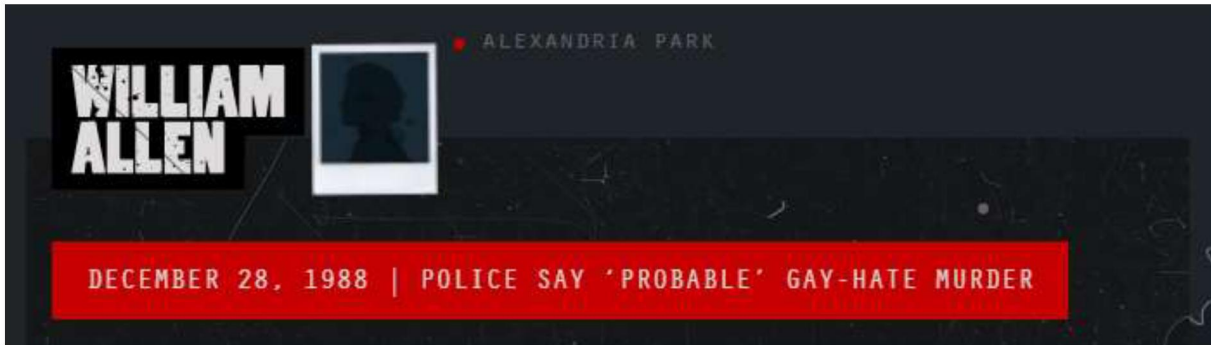 ALEXANDRIA PARK
WILLIAM
ALLEN
DECEMBER 28, 1988 | POLICE SAY ‘PROBABLE’ GAY-HATE MURDER